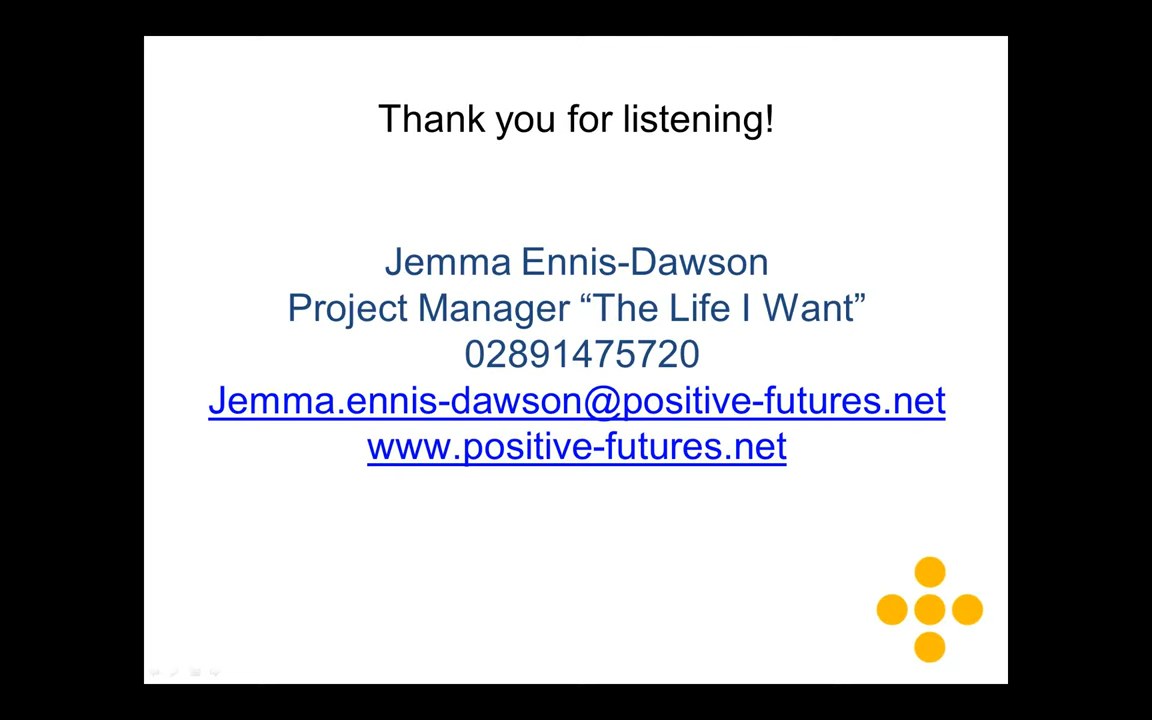 Thank you for listening!
Jemma Ennis-Dawson
Project Manager “The Life I Want”
02891475720
Jemma.ennis-dawson@positive-futures.net
www.positive-futures.net